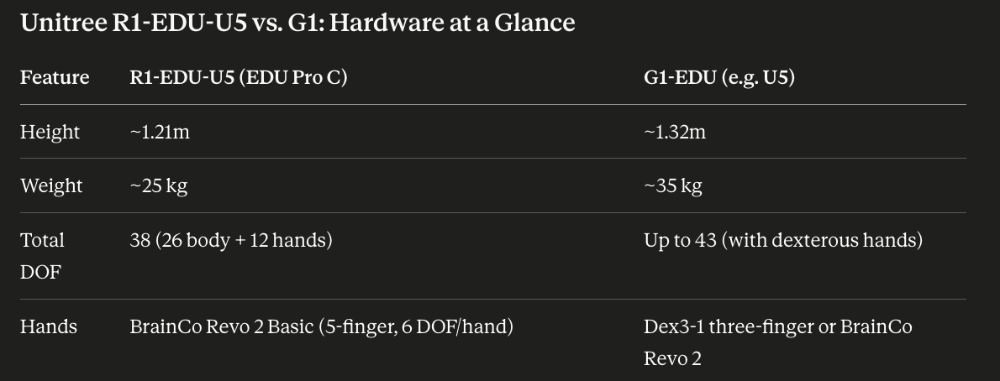 Unitree R1-EDU-U5 vs. G1: Hardware at a Glance
Feature R1-EDU-U5 (EDU Pro C) G1-EDU (e.g. U5)
Height ~1.21m ~1.32m
Weight ~25 kg ~35 kg
Total DOF 38 (26 body + 12 hands) Up to 43 (with dexterous hands)
Hands BrainCo Revo 2 Basic (5-finger, 6 DOF/hand) Dex3-1 three-finger or BrainCo Revo 2